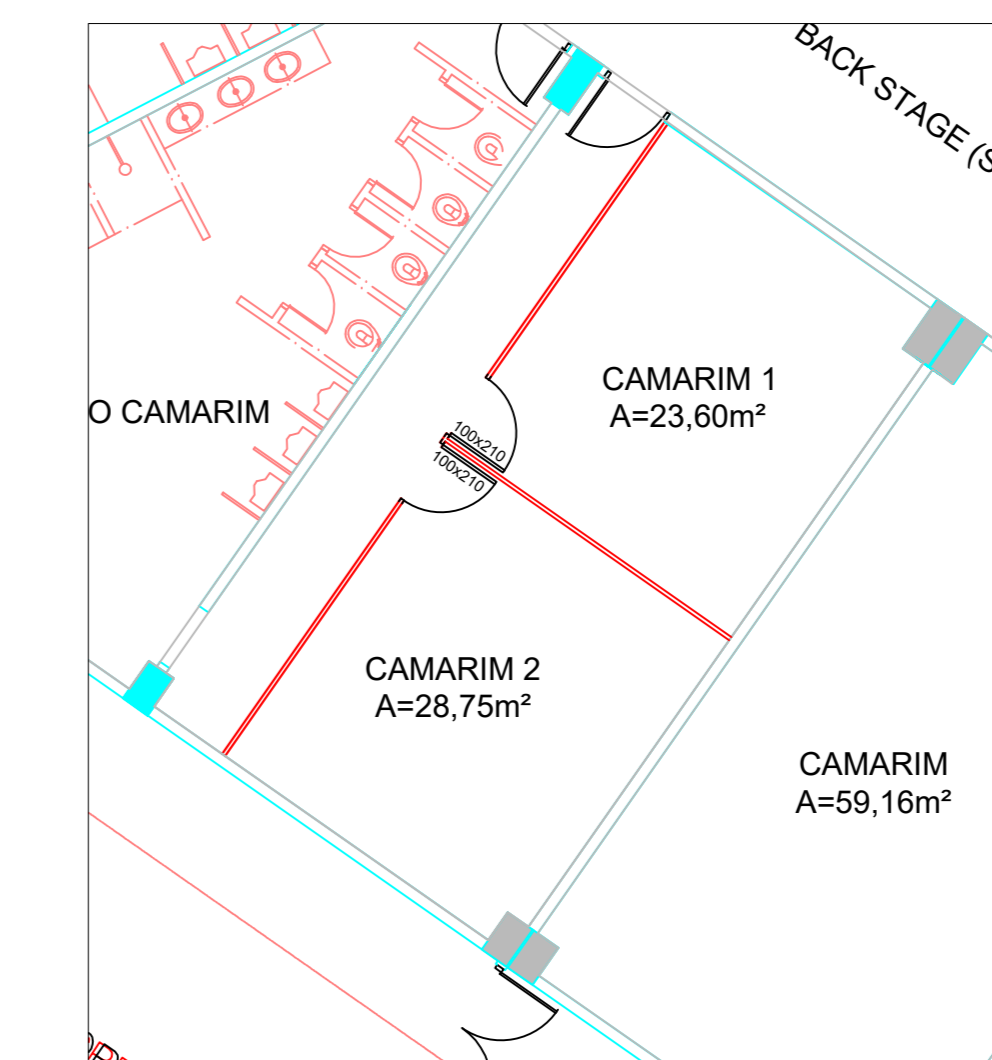 BACK STAGE (S
CAMARIM 1
A=23,60m²
O CAMARIM
100x210
100x210
CAMARIM 2
A=28,75m²
CAMARIM
A=59,16m²